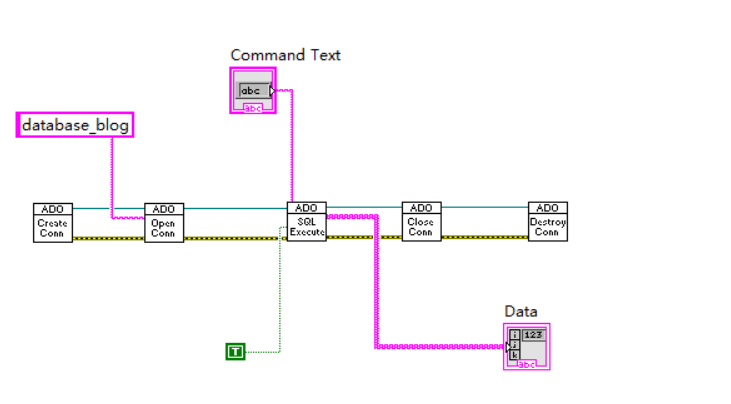 Command Text
abc
abc
database_blog
ADO
Create
Conn
ADO
Open
Conn
ADO
SQL
Execute
ADO
Close
Conn
ADO
Destroy
Conn
T
Data
i
j
k
123
abc